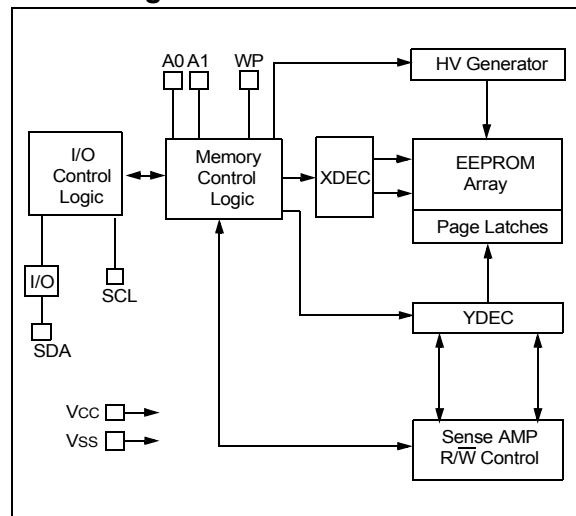 A0 A1 WP
HV Generator
I/O
Control
Logic
Memory
Control
Logic
XDEC
EEPROM
Array
Page Latches
I/O
SCL
SDA
YDEC
VCC
VSS
Sense AMP
R/W̅ Control